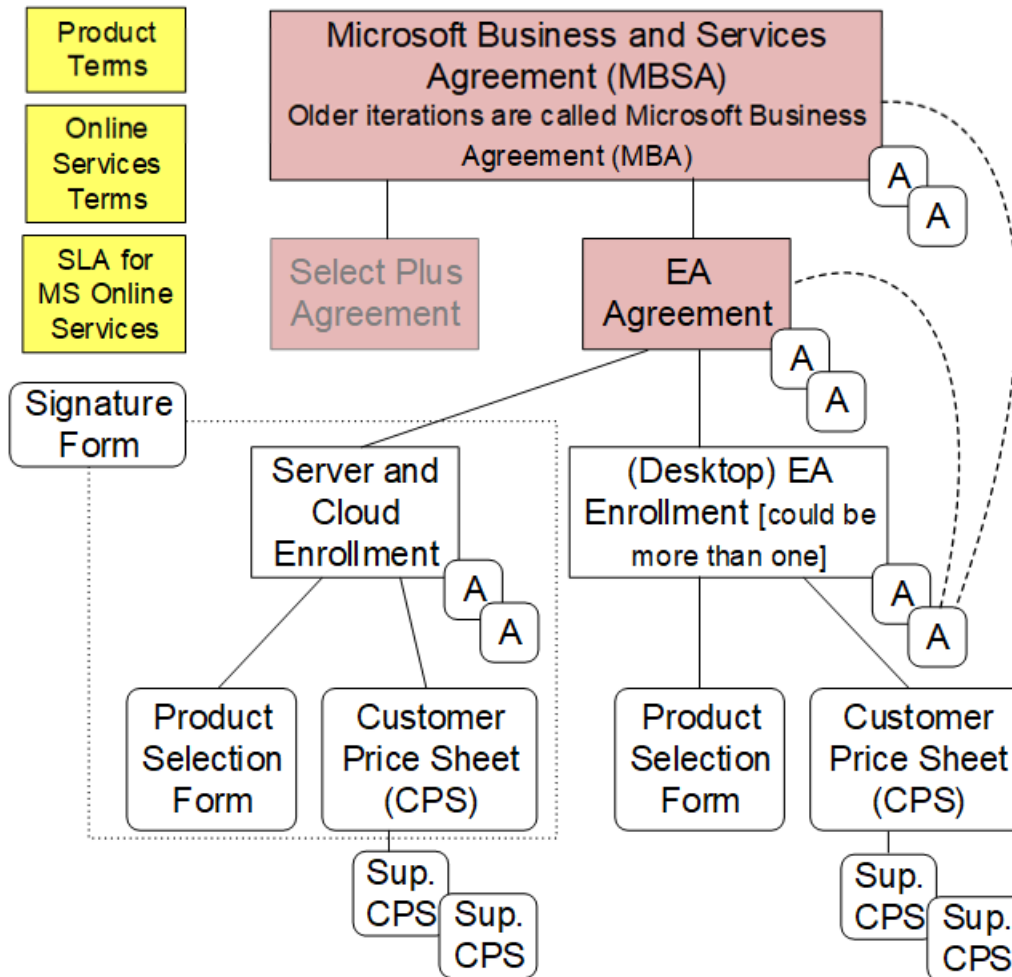 Product
Terms
Online
Services
Terms
SLA for
MS Online
Services
Microsoft Business and Services
Agreement (MBSA)
Older iterations are called Microsoft Business
Agreement (MBA)
A
A
Select Plus
Agreement
EA
Agreement
A
A
Signature
Form
Server and
Cloud
Enrollment
A
A
(Desktop) EA
Enrollment [could be
more than one]
A
A
Product
Selection
Form
Customer
Price Sheet
(CPS)
Product
Selection
Form
Customer
Price Sheet
(CPS)
Sup.
CPS
Sup.
CPS
Sup.
CPS
Sup.
CPS